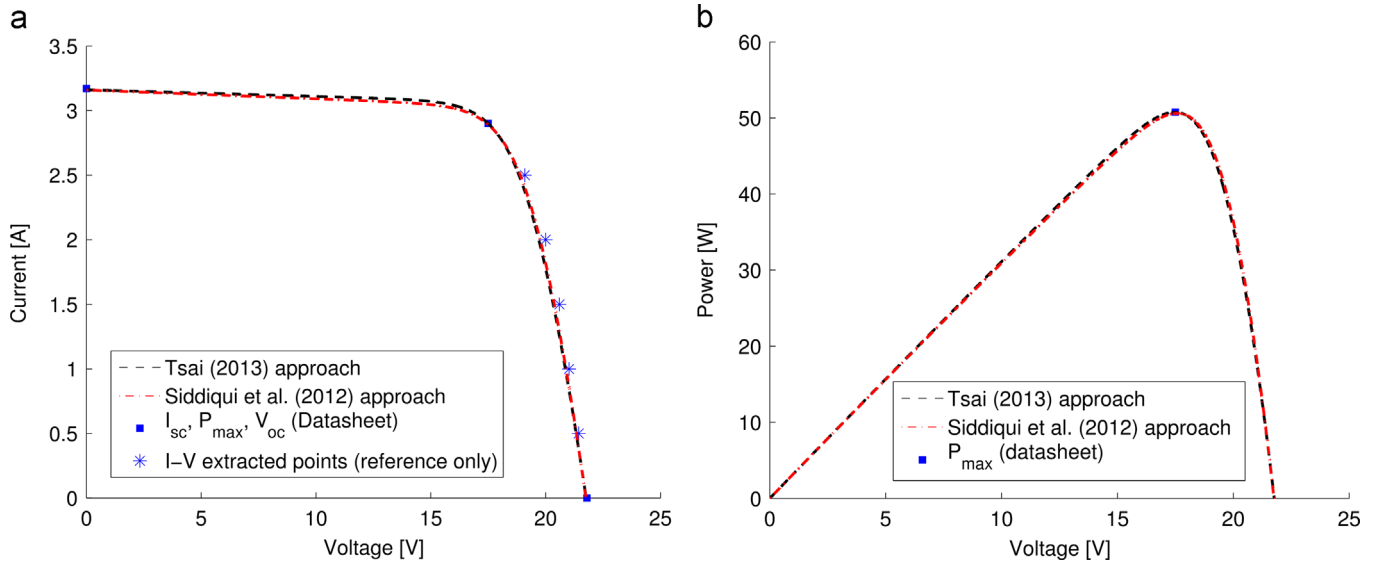 a
3.5
3
2.5
2
1.5
1
0.5
0
Current [A]
Tsai (2013) approach
Siddiqui et al. (2012) approach
Isc, Pmax, Voc (Datasheet)
I−V extracted points (reference only)
0 5 10 15 20 25
Voltage [V]
b
60
50
40
30
20
10
0
Power [W]
Tsai (2013) approach
Siddiqui et al. (2012) approach
Pmax (datasheet)
0 5 10 15 20 25
Voltage [V]